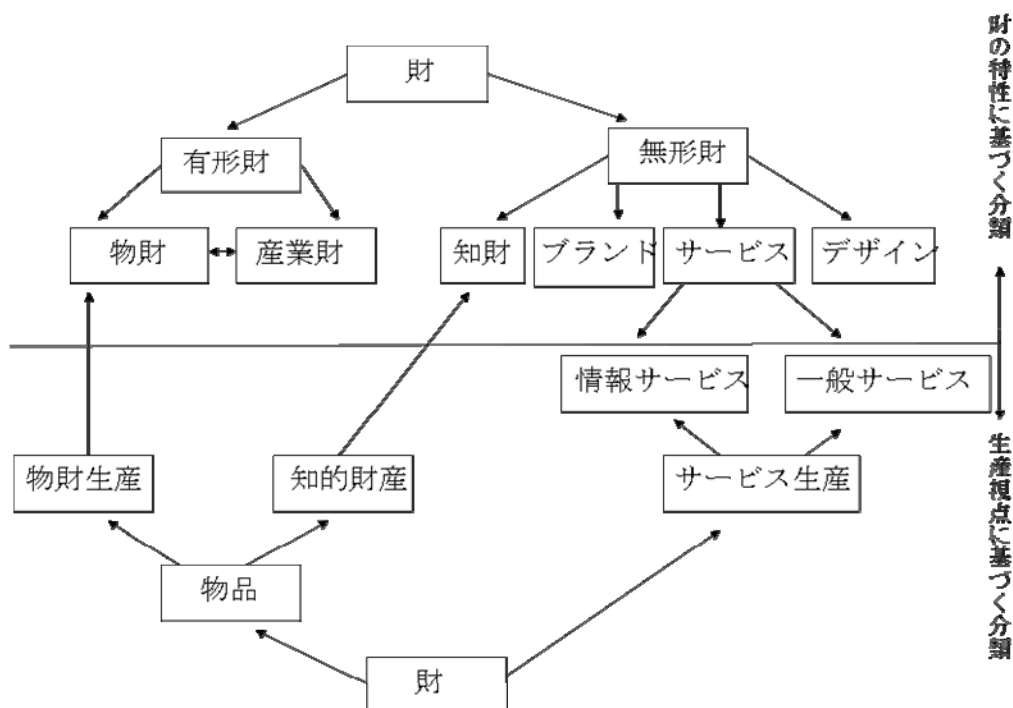 財
有形財
無形財
物財
産業財
知財
ブランド
サービス
デザイン
情報サービス
一般サービス
物財生産
知的財産
サービス生産
物品
財
財の特性に基づく分類
生産視点に基づく分類